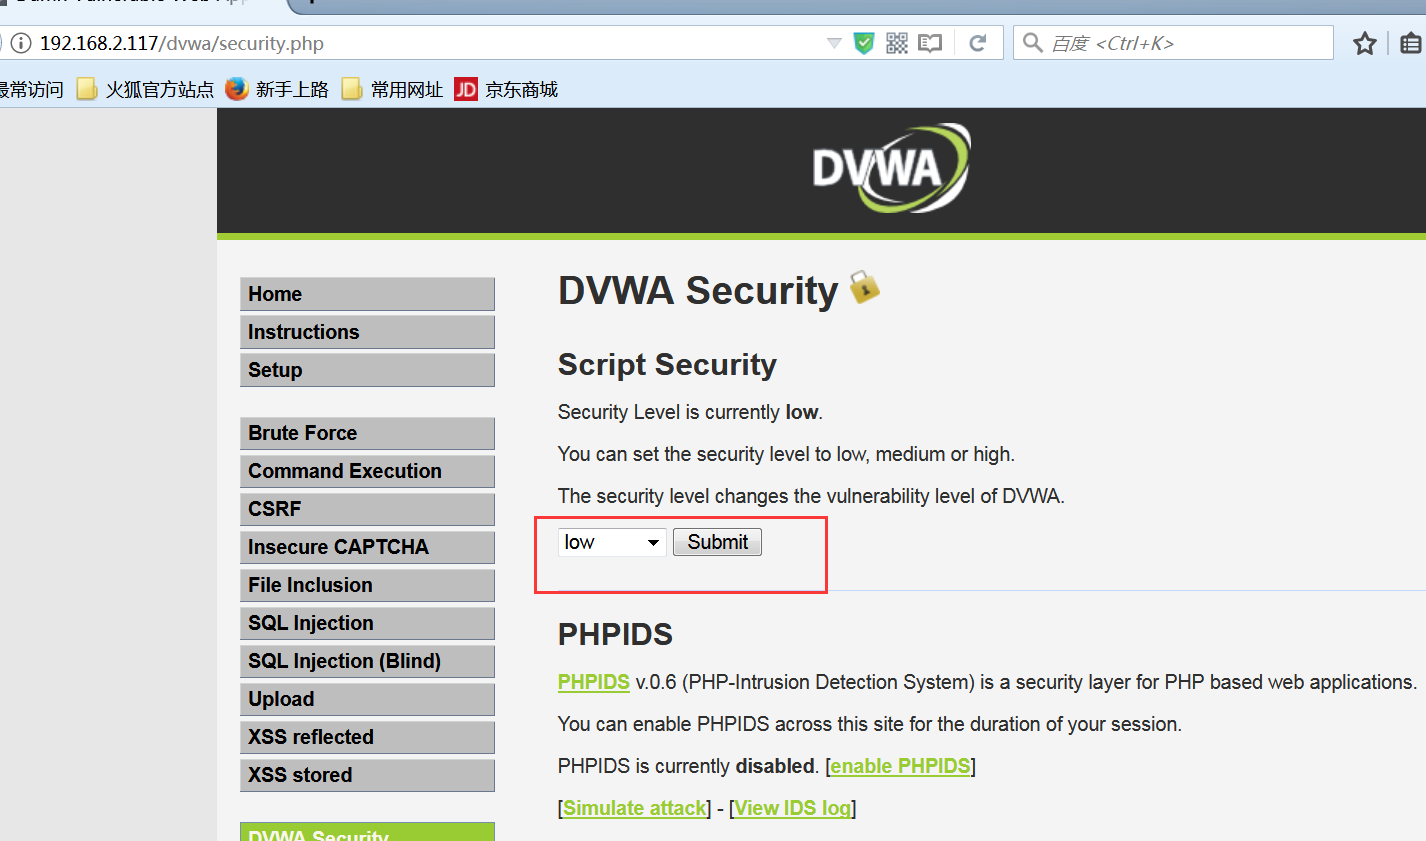 192.168.2.117/dvwa/security.php
百度 <Ctrl+K>
最常访问 火狐官方站点 新手上路 常用网址 JD 京东商城
DVWA
Home
Instructions
Setup
Brute Force
Command Execution
CSRF
Insecure CAPTCHA
File Inclusion
SQL Injection
SQL Injection (Blind)
Upload
XSS reflected
XSS stored
DVWA Security
DVWA Security
Script Security
Security Level is currently low.
You can set the security level to low, medium or high.
The security level changes the vulnerability level of DVWA.
low Submit
PHPIDS
PHPIDS v.0.6 (PHP-Intrusion Detection System) is a security layer for PHP based web applications.
You can enable PHPIDS across this site for the duration of your session.
PHPIDS is currently disabled. [enable PHPIDS]
[Simulate attack] - [View IDS log]